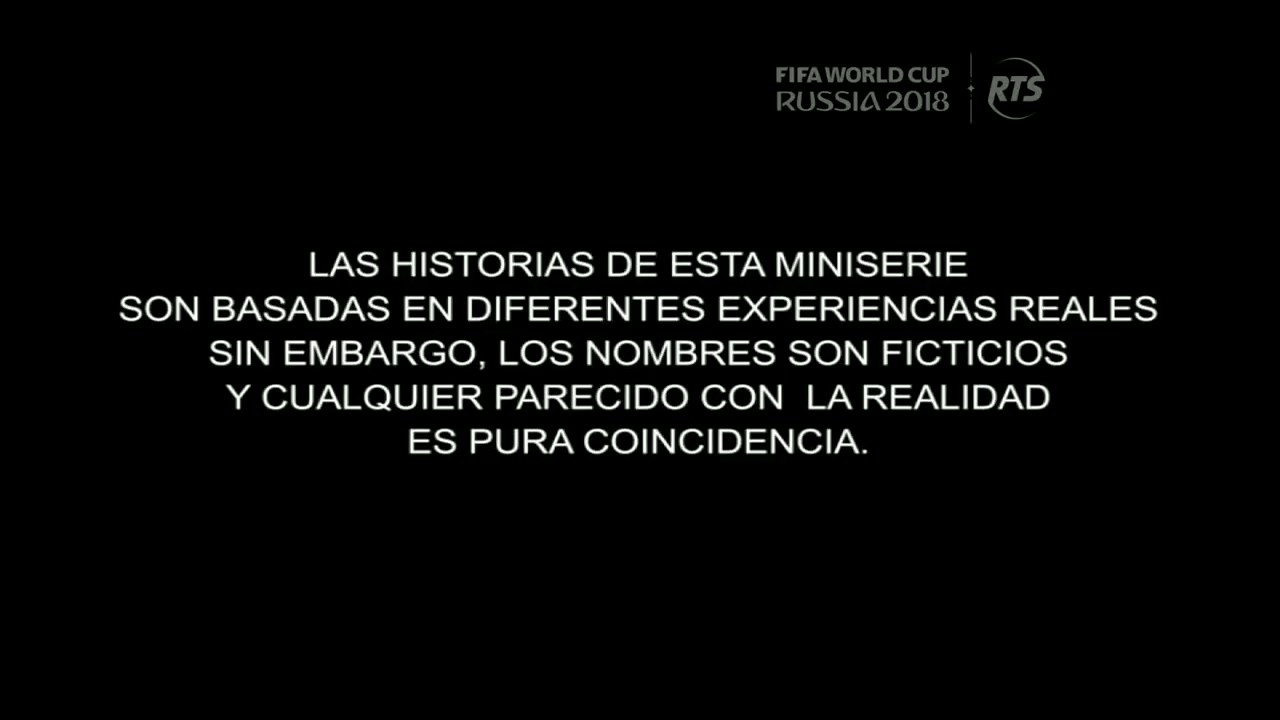 FIFA WORLD CUP
RUSSIA 2018
RTS
LAS HISTORIAS DE ESTA MINISERIE
SON BASADAS EN DIFERENTES EXPERIENCIAS REALES
SIN EMBARGO, LOS NOMBRES SON FICTICIOS
Y CUALQUIER PARECIDO CON  LA REALIDAD
ES PURA COINCIDENCIA.